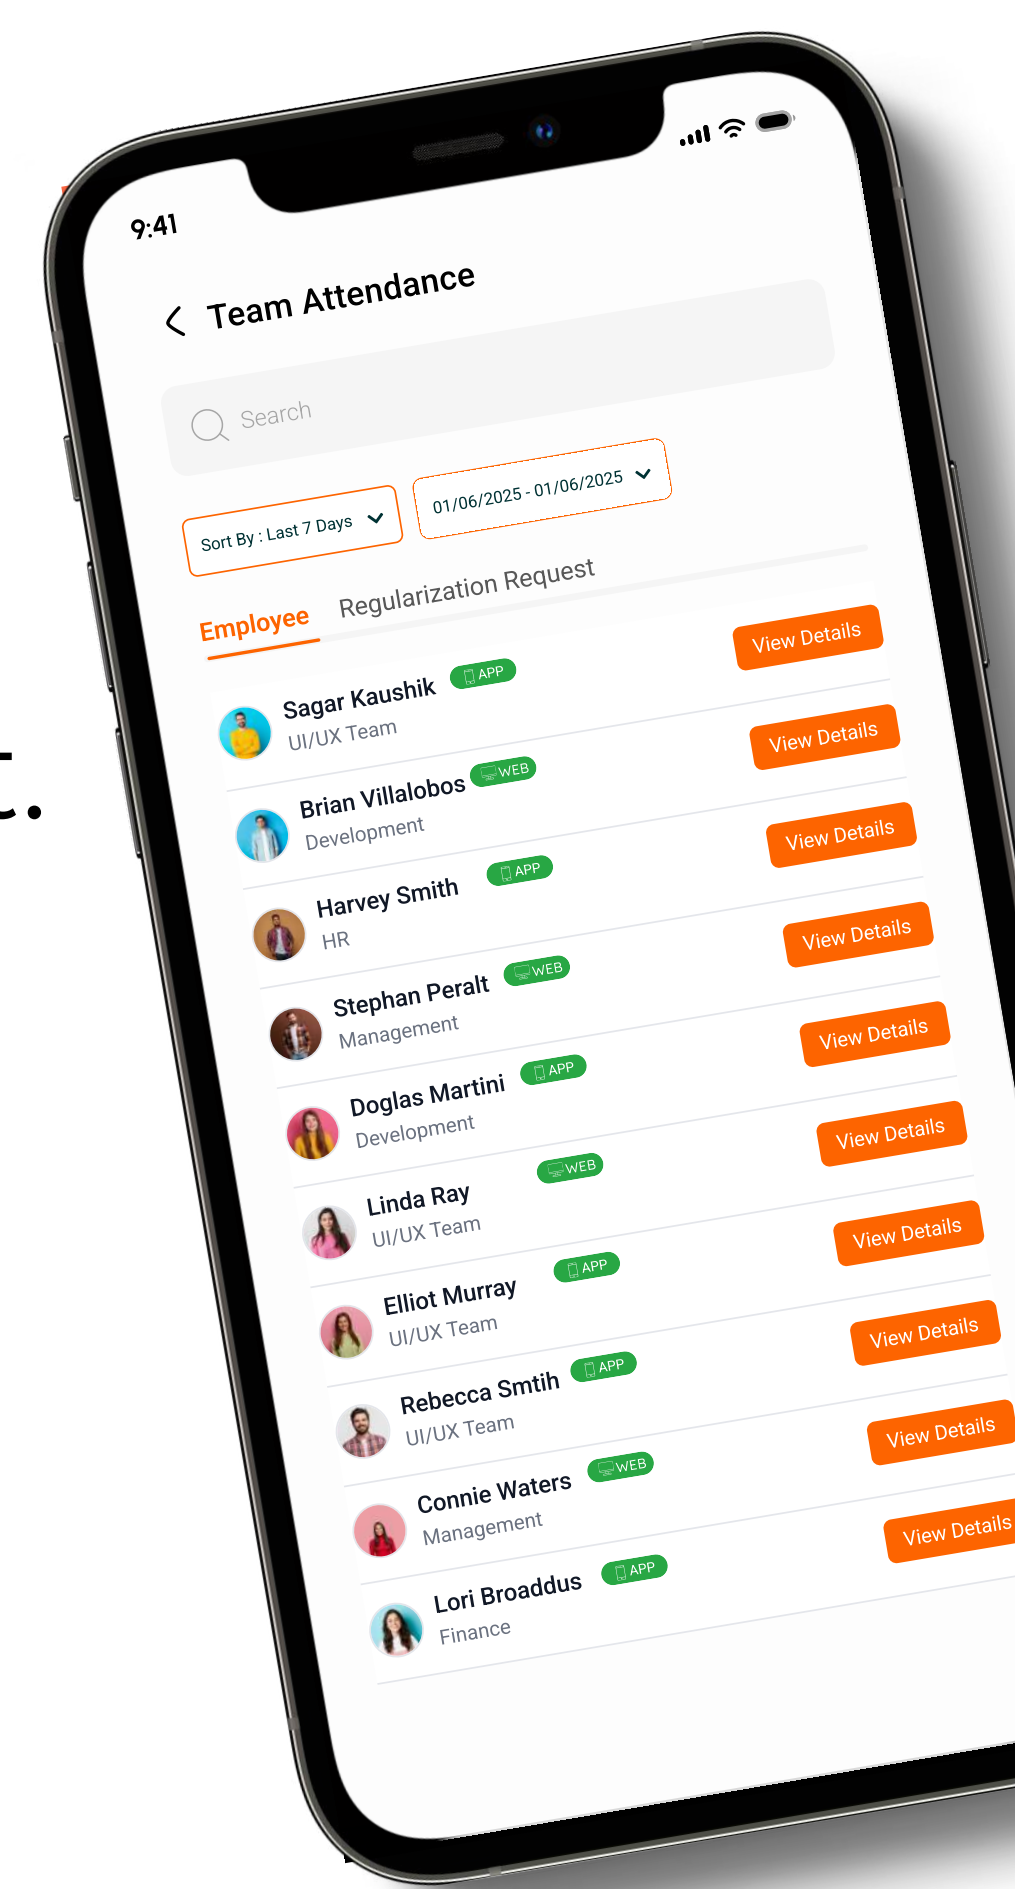 9:41
Team Attendance
Search
Sort By : Last 7 Days
01/06/2025 - 01/06/2025
Employee
Regularization Request
Sagar Kaushik APP
UI/UX Team
View Details
Brian Villalobos WEB
Development
View Details
Harvey Smith APP
HR
View Details
Stephan Peralt WEB
Management
View Details
Doglas Martini APP
Development
View Details
Linda Ray WEB
UI/UX Team
View Details
Elliot Murray APP
UI/UX Team
View Details
Rebecca Smtih APP
UI/UX Team
View Details
Connie Waters WEB
Management
View Details
Lori Broaddus APP
Finance
View Details